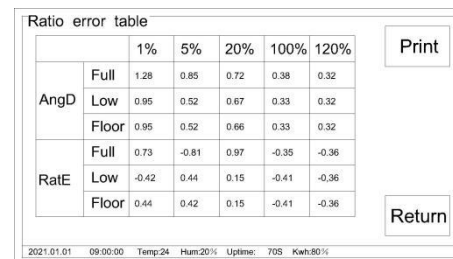 Ratio error table
1% 5% 20% 100% 120%
Print
Full 1.28 0.85 0.72 0.38 0.32
AngD Low 0.95 0.52 0.67 0.33 0.32
Floor 0.95 0.52 0.66 0.33 0.32
Full 0.73 -0.81 0.97 -0.35 -0.36
RatE Low -0.42 0.44 0.15 -0.41 -0,36
Floor 0.44 0.42 0.15 -0.41 -0.36
Return
2021.01.01 09:00:00 Temp:24 Hum:20% Uptime: 70S Kwh:80%